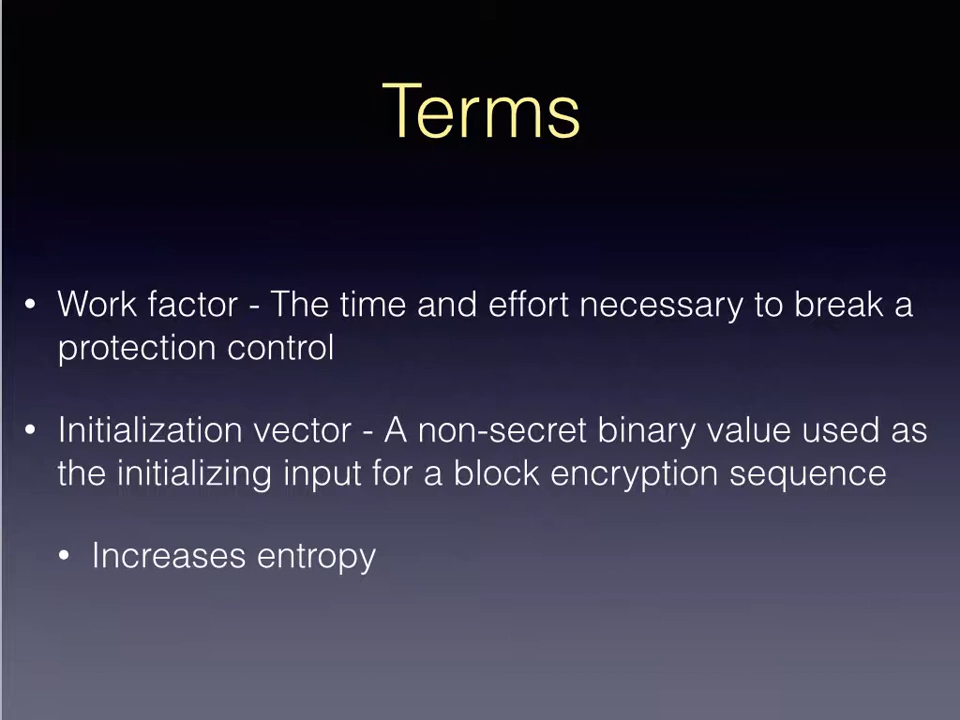 Terms
• Work factor - The time and effort necessary to break a
protection control
• Initialization vector - A non-secret binary value used as
the initializing input for a block encryption sequence
• Increases entropy